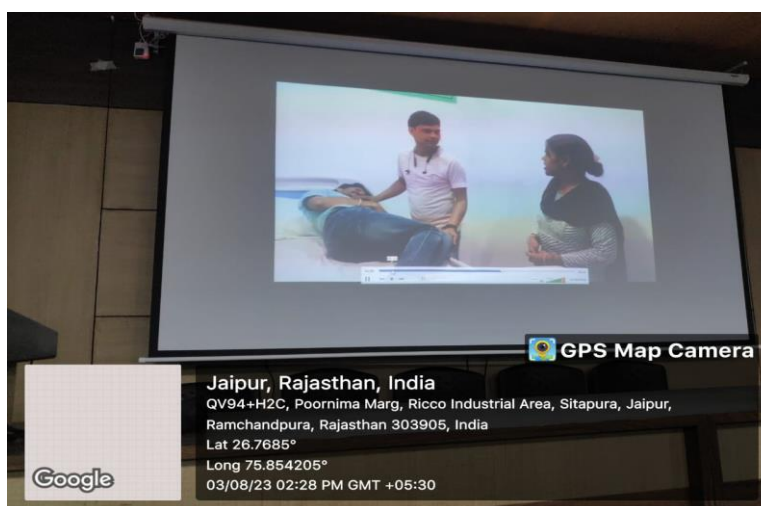 GPS Map Camera
Jaipur, Rajasthan, India
QV94+H2C, Poornima Marg, Ricco Industrial Area, Sitapura, Jaipur,
Ramchandpura, Rajasthan 303905, India
Lat 26.7685°
Long 75.854205°
03/08/23 02:28 PM GMT +05:30
Google